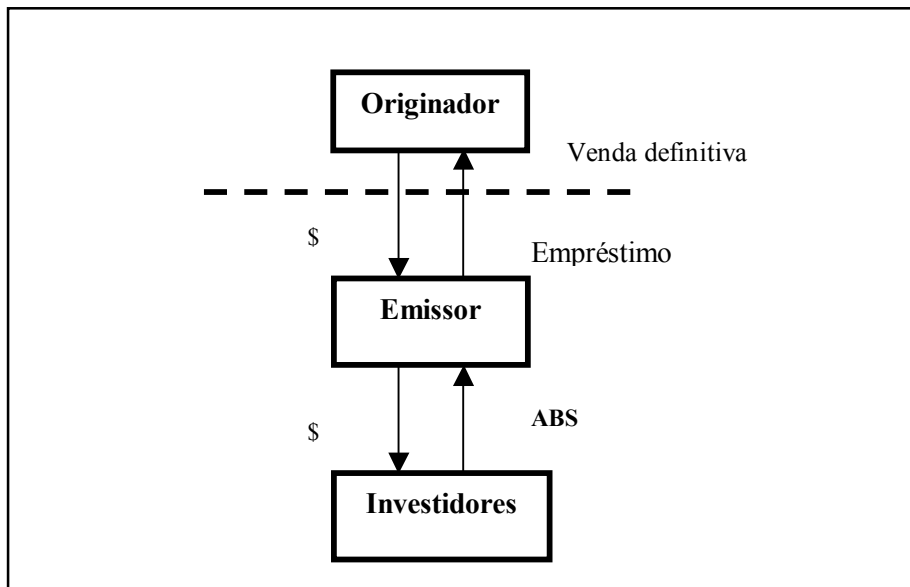 Originador
Venda definitiva
$
Empréstimo
Emissor
$
ABS
Investidores